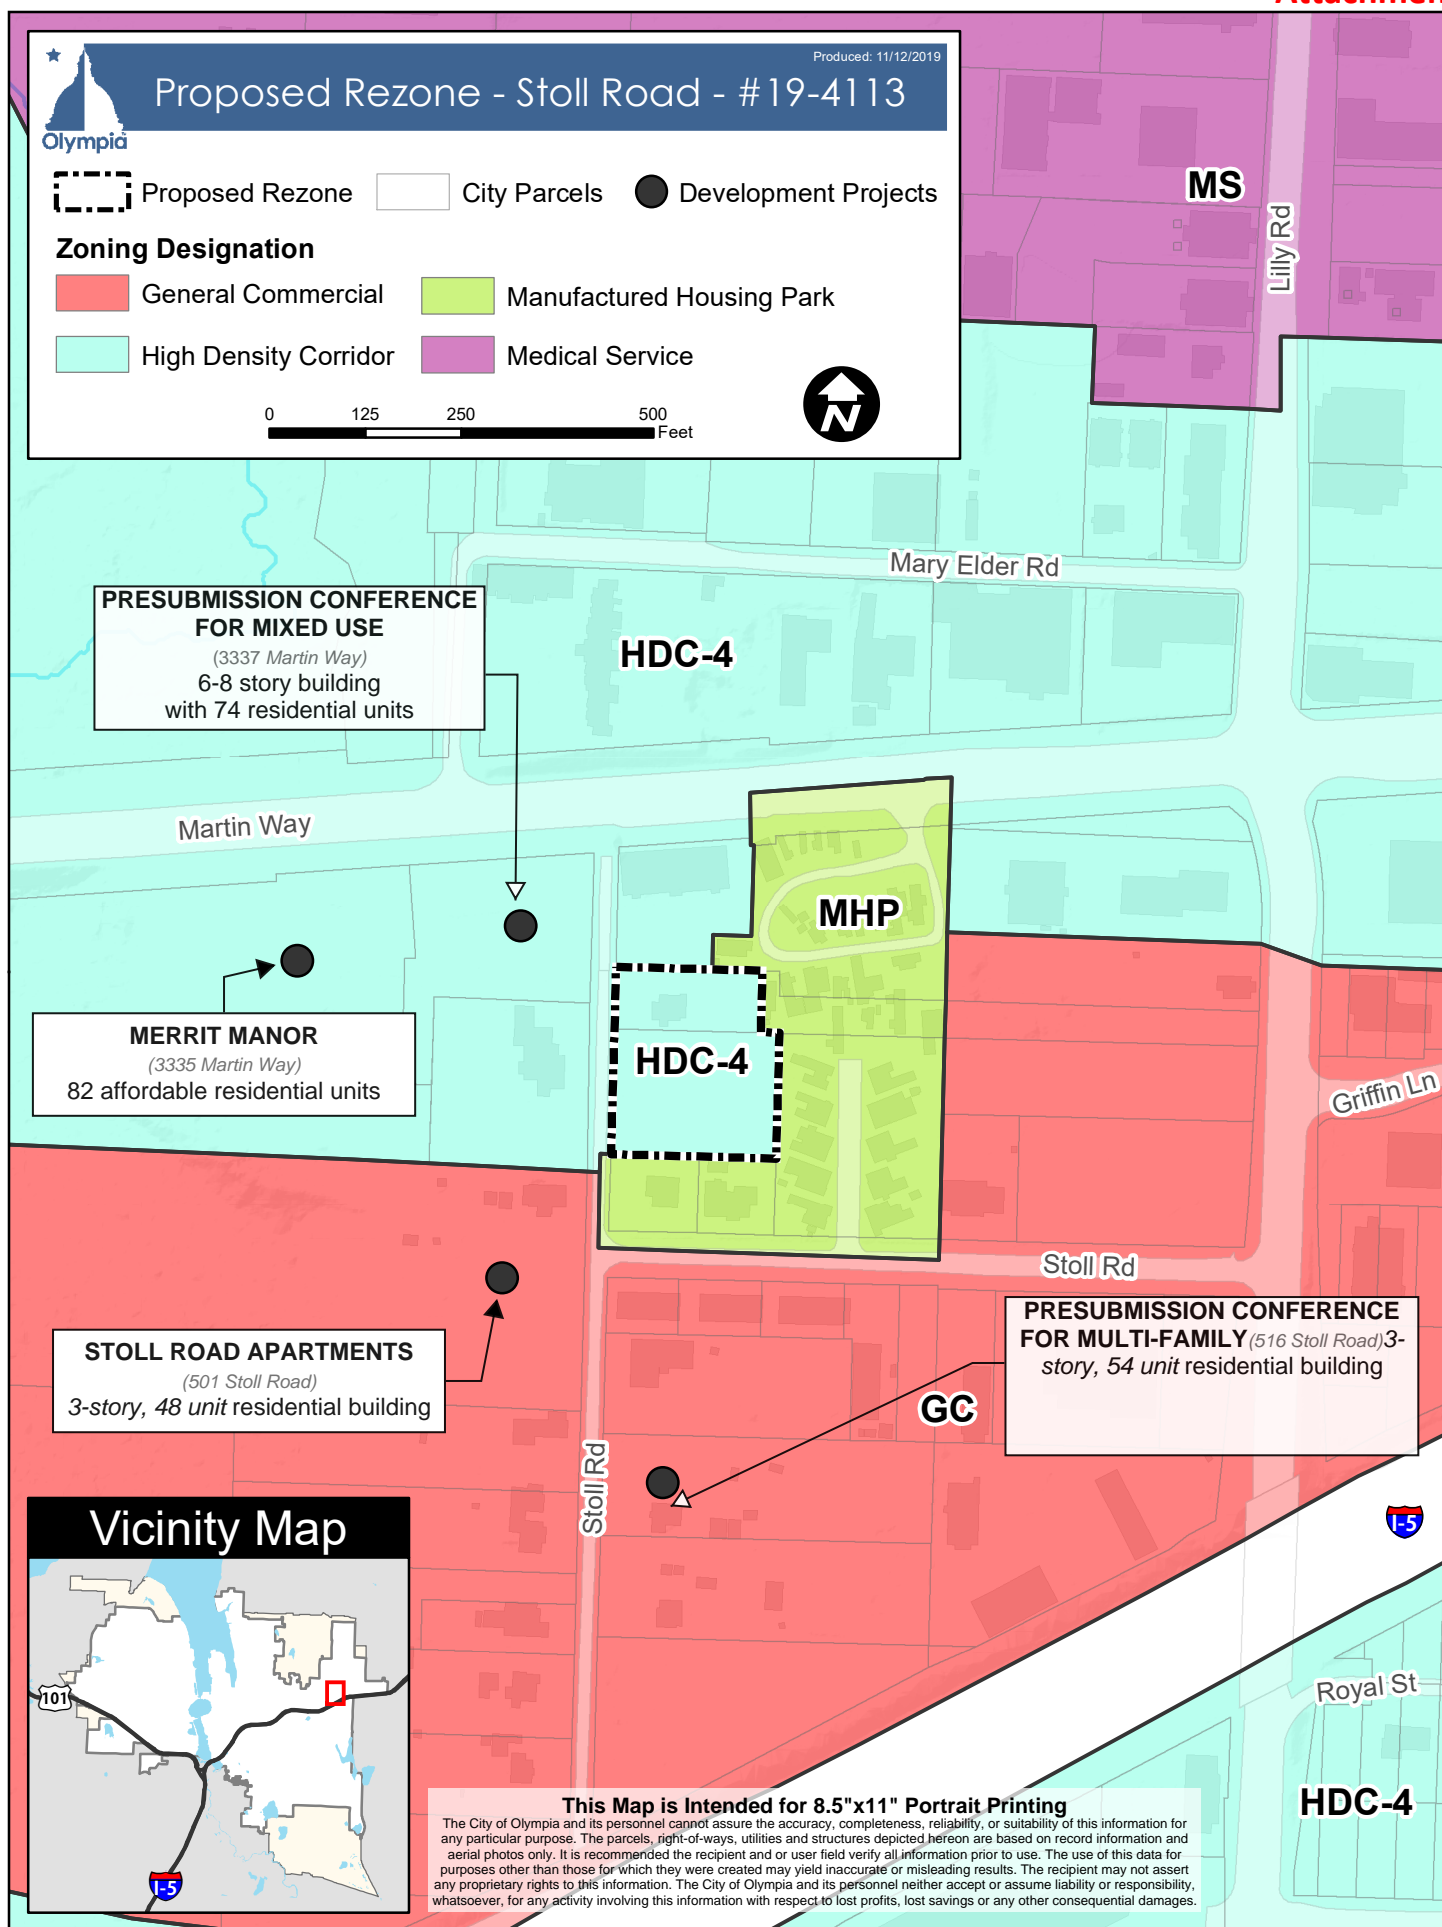 Produced: 11/12/2019
Proposed Rezone - Stoll Road - #19-4113
Olympia
Proposed Rezone
City Parcels
Development Projects
Zoning Designation
General Commercial
Manufactured Housing Park
High Density Corridor
Medical Service
0 125 250 500
Feet
N
MS
Lilly Rd
Mary Elder Rd
PRESUBMISSION CONFERENCE
FOR MIXED USE
(3337 Martin Way)
6-8 story building
with 74 residential units
HDC-4
Martin Way
MHP
MERRIT MANOR
(3335 Martin Way)
82 affordable residential units
HDC-4
Griffin Ln
Stoll Rd
PRESUBMISSION CONFERENCE
FOR MULTI-FAMILY(516 Stoll Road)3-
story, 54 unit residential building
STOLL ROAD APARTMENTS
(501 Stoll Road)
3-story, 48 unit residential building
GC
Stoll Rd
I-5
Vicinity Map
101
I-5
Royal St
HDC-4
This Map is Intended for 8.5"x11" Portrait Printing
The City of Olympia and its personnel cannot assure the accuracy, completeness, reliability, or suitability of this information for
any particular purpose. The parcels, right-of-ways, utilities and structures depicted hereon are based on record information and
aerial photos only. It is recommended the recipient and or user field verify all information prior to use. The use of this data for
purposes other than those for which they were created may yield inaccurate or misleading results. The recipient may not assert
any proprietary rights to this information. The City of Olympia and its personnel neither accept or assume liability or responsibility,
whatsoever, for any activity involving this information with respect to lost profits, lost savings or any other consequential damages.